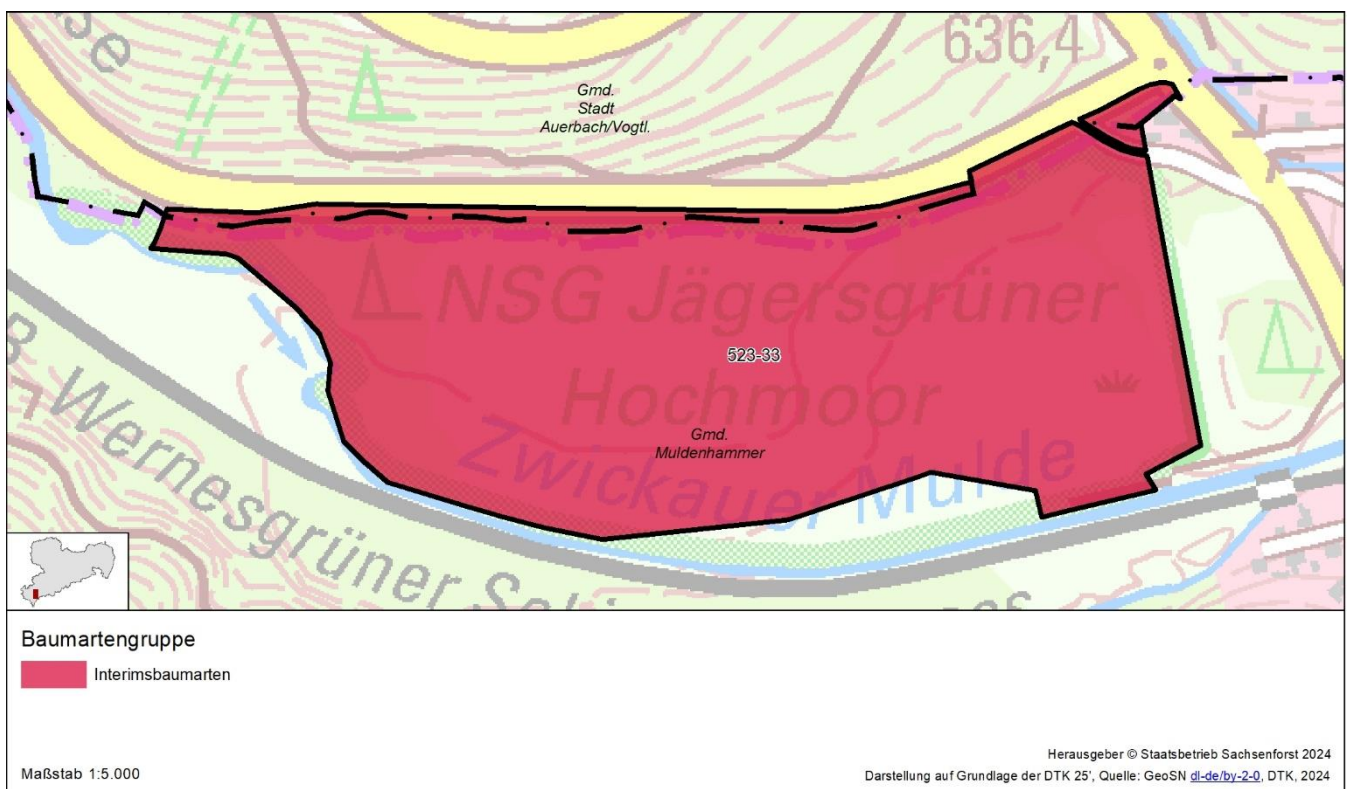 636,4
Gmd.
Stadt
Auerbach/Vogtl.
NSG Jägersgrüner
523-33
Hochmoor
Gmd.
Muldenhammer
Zwickauer Mulde
Wernesgrüner
Baumartengruppe
Interimsbaumarten
Herausgeber © Staatsbetrieb Sachsenforst 2024
Maßstab 1:5.000
Darstellung auf Grundlage der DTK 25', Quelle: GeoSN dl-de/by-2-0, DTK, 2024